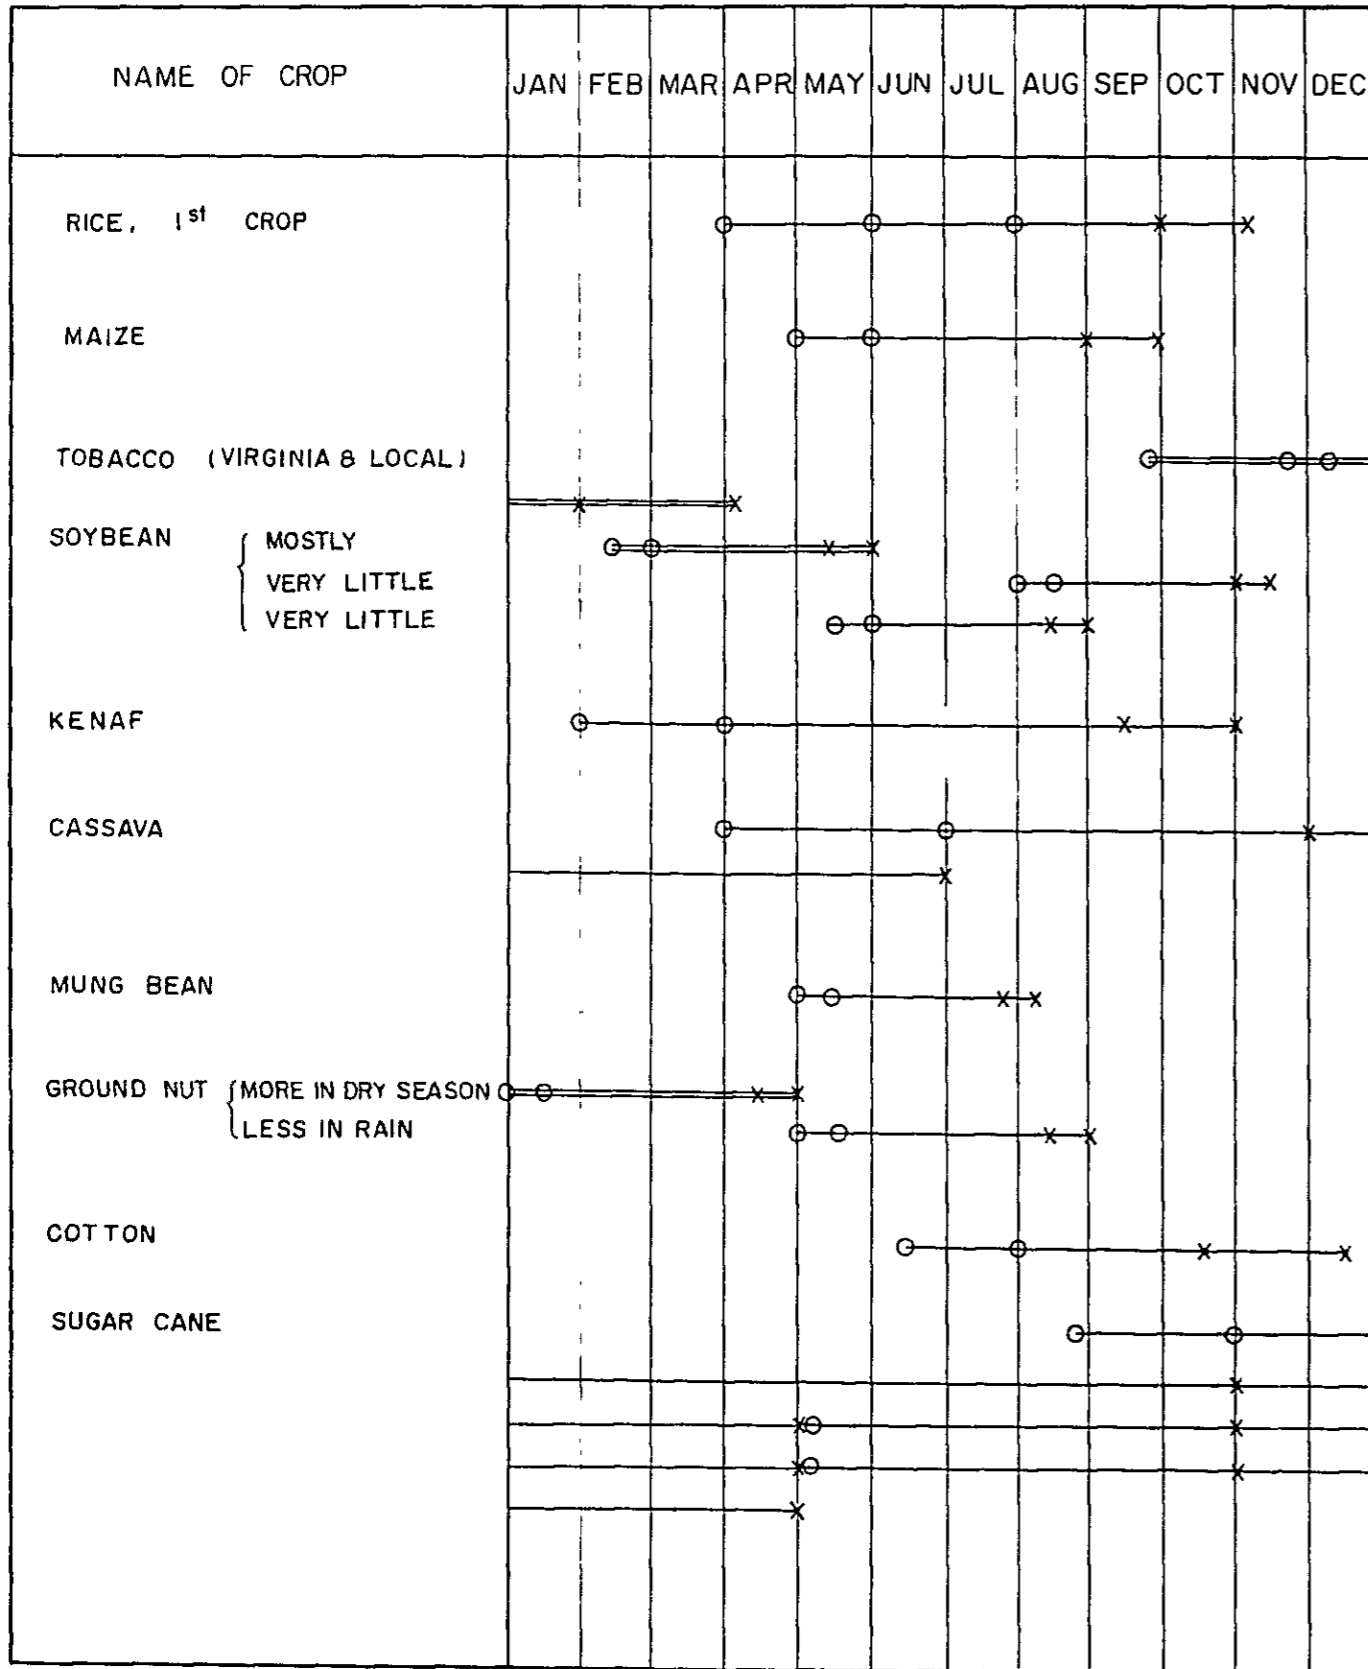 NAME OF CROP JAN FEB MAR APR MAY JUN JUL AUG SEP OCT NOV DEC
RICE, 1st CROP
MAIZE
TOBACCO (VIRGINIA & LOCAL)
SOYBEAN MOSTLY
VERY LITTLE
VERY LITTLE
KENAF
CASSAVA
MUNG BEAN
GROUND NUT MORE IN DRY SEASON
LESS IN RAIN
COTTON
SUGAR CANE